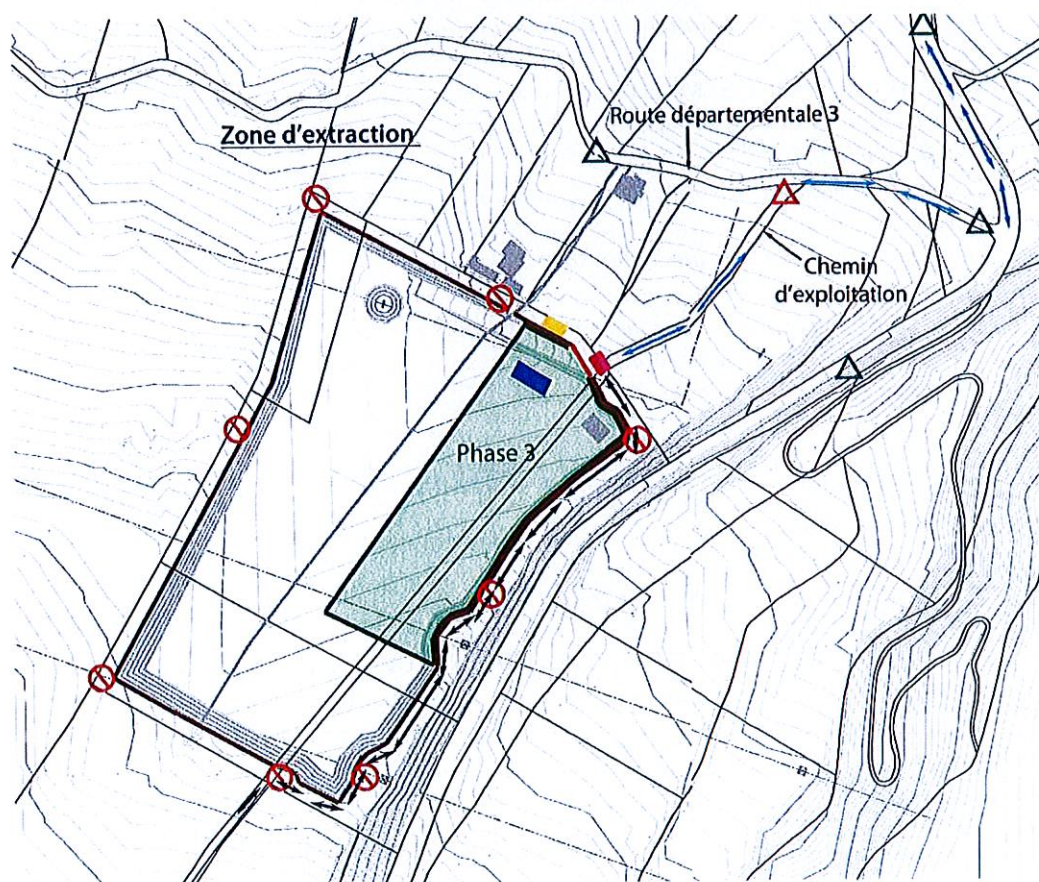 Route départementale 3
Zone d'extraction
Chemin
d'exploitation
Phase 3